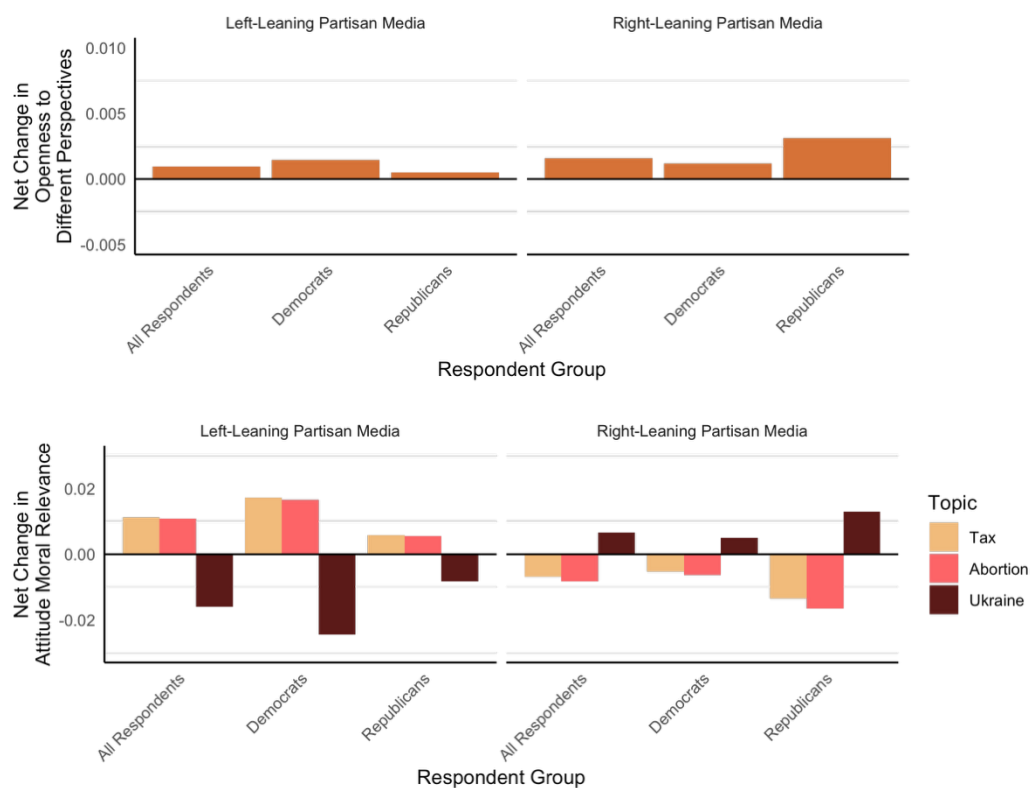 Left-Leaning Partisan Media
Right-Leaning Partisan Media
Net Change in
Openness to
Different Perspectives
0.010
0.005
0.000
-0.005
All Respondents
Democrats
Republicans
All Respondents
Democrats
Republicans
Respondent Group
Left-Leaning Partisan Media
Right-Leaning Partisan Media
Net Change in
Attitude Moral Relevance
0.02
0.00
-0.02
All Respondents
Democrats
Republicans
All Respondents
Democrats
Republicans
Respondent Group
Topic
Tax
Abortion
Ukraine